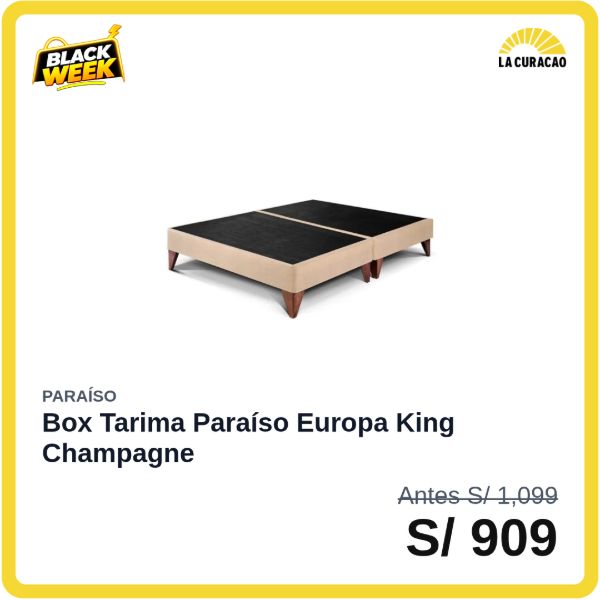 BLACK
WEEK
LA CURACAO
PARAÍSO
Box Tarima Paraíso Europa King
Champagne
Antes S/ 1,099
S/ 909